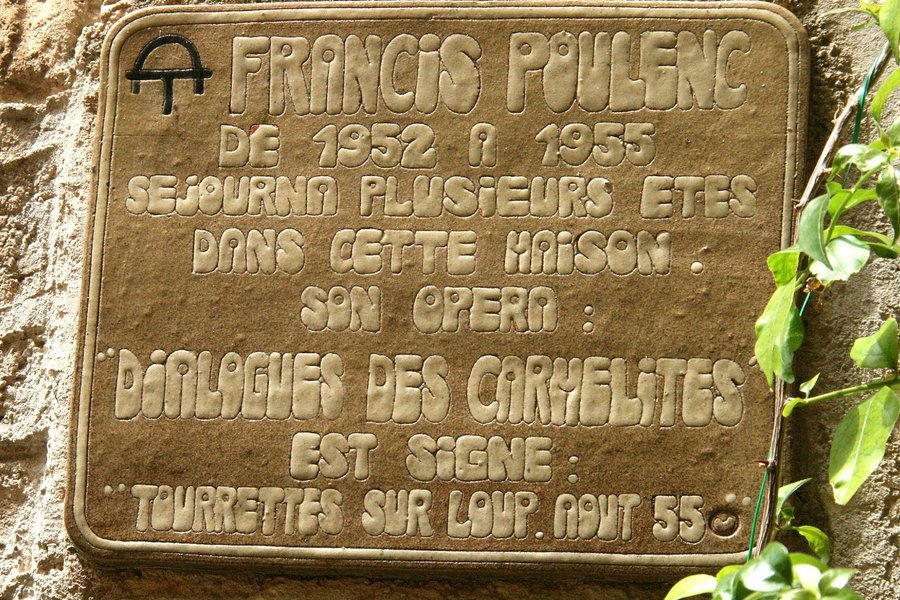 FRANCIS POULENC
DE 1952 A 1955
SEJOURNA PLUSIEURS ETES
DANS CETTE MAISON.
SON OPERA :
"DIALAGUES DES CARMELITES"
EST SIGNE :
"TOURRETTES SUR LOUP. AOUT 55"